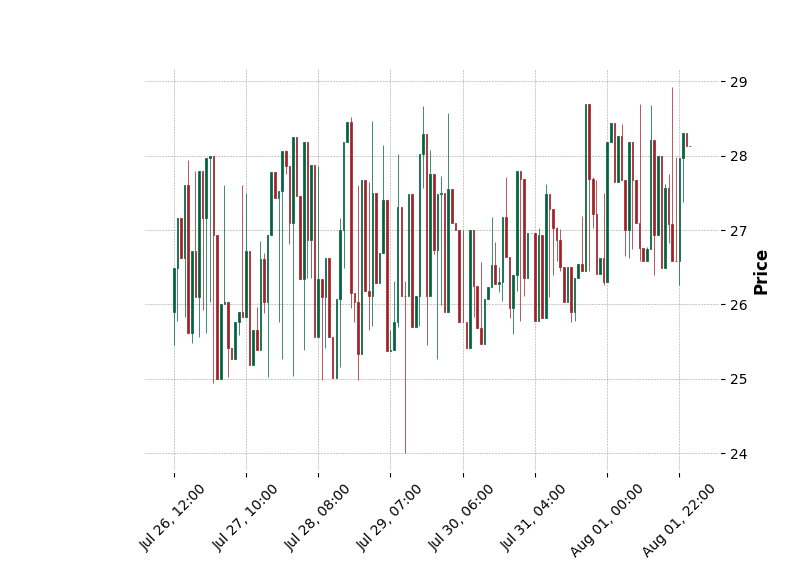 29
28
27
26
25
24
Price
Jul 26, 12:00
Jul 27, 10:00
Jul 28, 08:00
Jul 29, 07:00
Jul 30, 06:00
Jul 31, 04:00
Aug 01, 00:00
Aug 01, 22:00